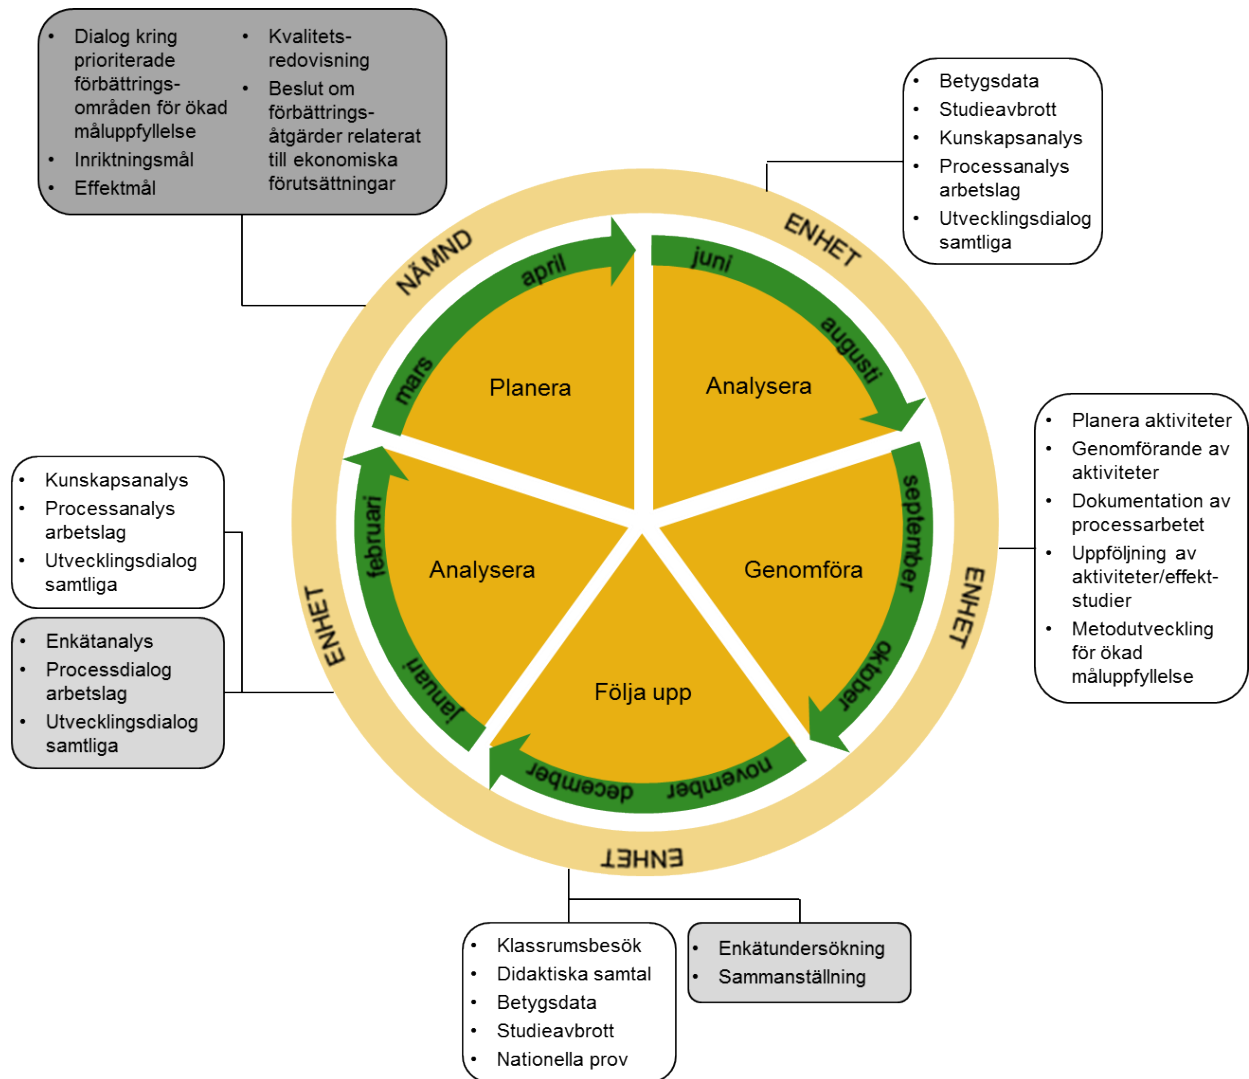 • Dialog kring
prioriterade
förbättrings-
områden för ökad
måluppfyllelse
• Inriktningsmål
• Effektmål
• Kvalitets-
redovisning
• Beslut om
förbättrings-
åtgärder relaterat
till ekonomiska
förutsättningar
• Betygsdata
• Studieavbrott
• Kunskapsanalys
• Processanalys
arbetslag
• Utvecklingsdialog
samtliga
NÄMND
ENHET
april
juni
mars
augusti
Planera
Analysera
• Planera aktiviteter
• Genomförande av
aktiviteter
• Dokumentation av
processarbetet
• Uppföljning av
aktiviteter/effekt-
studier
• Metodutveckling
för ökad
måluppfyllelse
• Kunskapsanalys
• Processanalys
arbetslag
• Utvecklingsdialog
samtliga
• Enkätanalys
• Processdialog
arbetslag
• Utvecklingsdialog
samtliga
februari
september
Analysera
Genomföra
ENHET
ENHET
januari
oktober
Följa upp
december
november
ENHET
• Klassrumsbesök
• Didaktiska samtal
• Betygsdata
• Studieavbrott
• Nationella prov
• Enkätundersökning
• Sammanställning